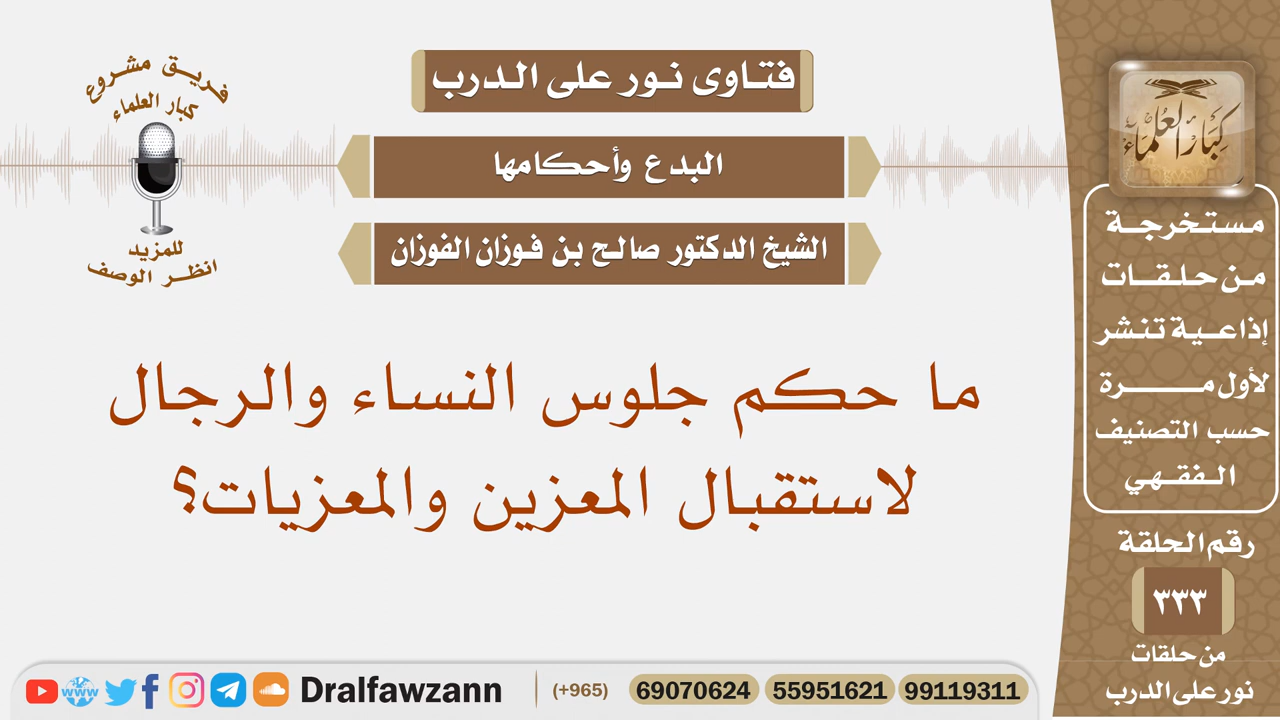 فتاوى نور على الدرب
البدع وأحكامها
الشيخ الدكتور صالح بن فوزان الفوزان
ما حكم جلوس النساء والرجال
لاستقبال المعزين والمعزيات؟
فريق مشروع
كبار العلماء
للمزيد
انظر الوصف
كبار العلماء
مستخرجة
من حلقات
إذاعية تنشر
لأول مرة
حسب التصنيف
الفقهي
رقم الحلقة
٣٣٣
من حلقات
نور على الدرب
www Dralfawzann (+965) 69070624 55951621 99119311